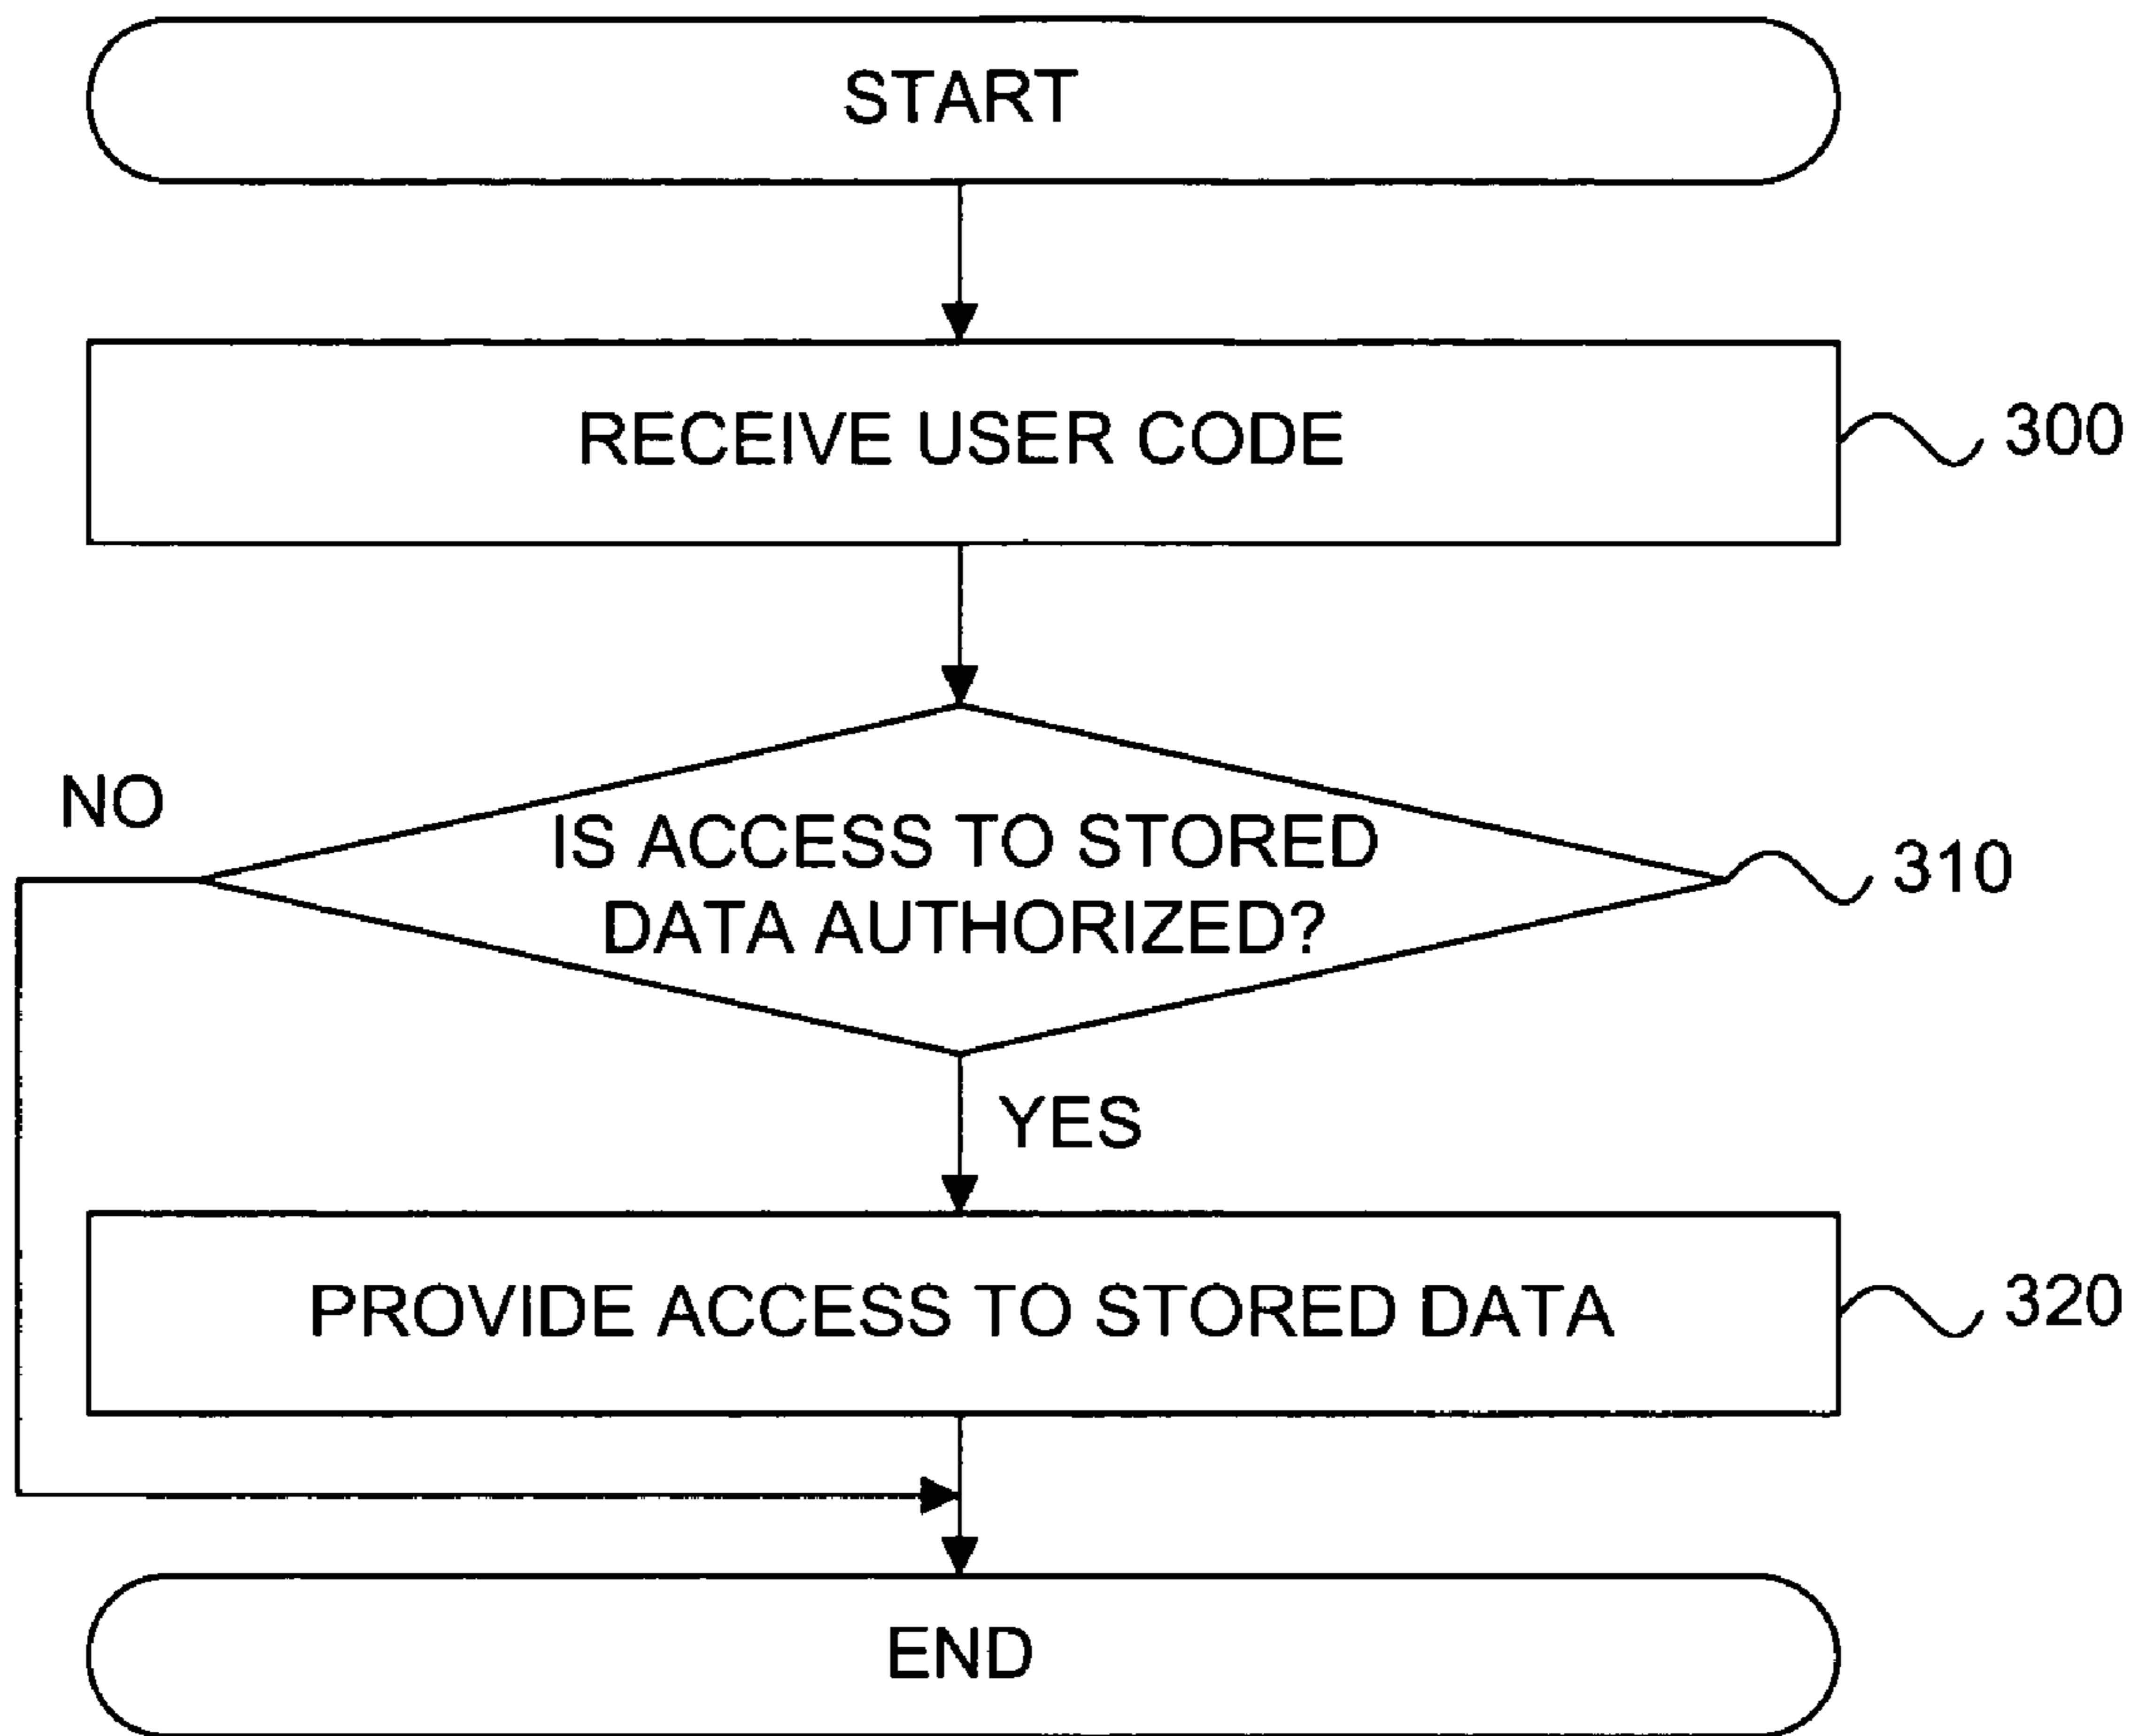 START
RECEIVE USER CODE
300
NO
IS ACCESS TO STORED
DATA AUTHORIZED?
310
YES
PROVIDE ACCESS TO STORED DATA
320
END